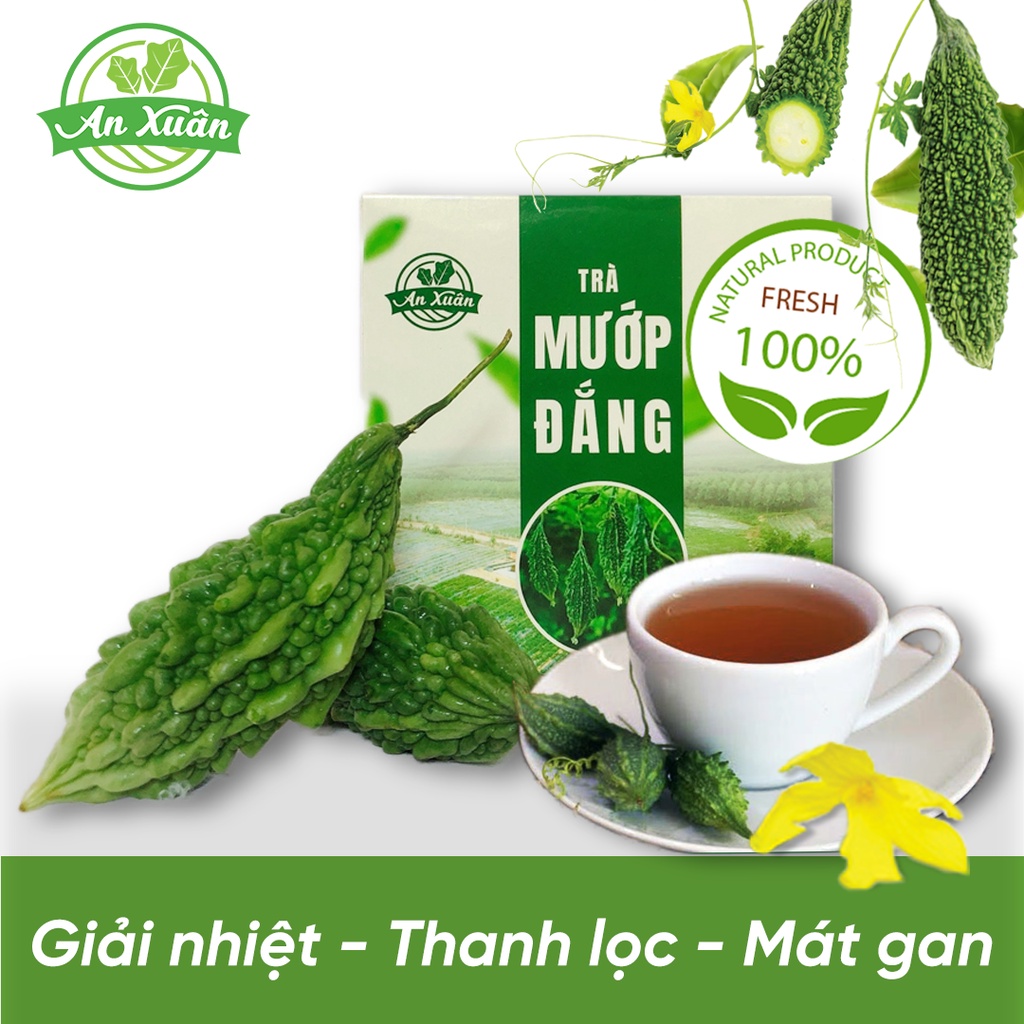 An Xuân
An Xuân
TRÀ
MƯỚP
ĐẮNG
NATURAL PRODUCT
FRESH
100%
Giải nhiệt - Thanh lọc - Mát gan